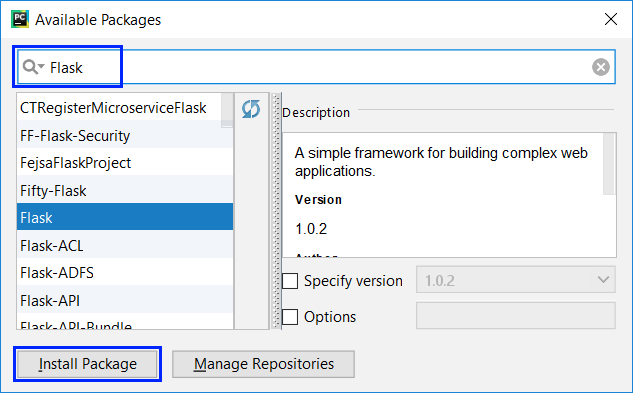 PC
Available Packages
Flask
CTRegisterMicroserviceFlask
FF-Flask-Security
FejsaFlaskProject
Fifty-Flask
Flask
Flask-ACL
Flask-ADFS
Flask-API
Flask-API-Bundle
Description
A simple framework for building complex web
applications.
Version
1.0.2
Author
Specify version
1.0.2
Options
Install Package
Manage Repositories